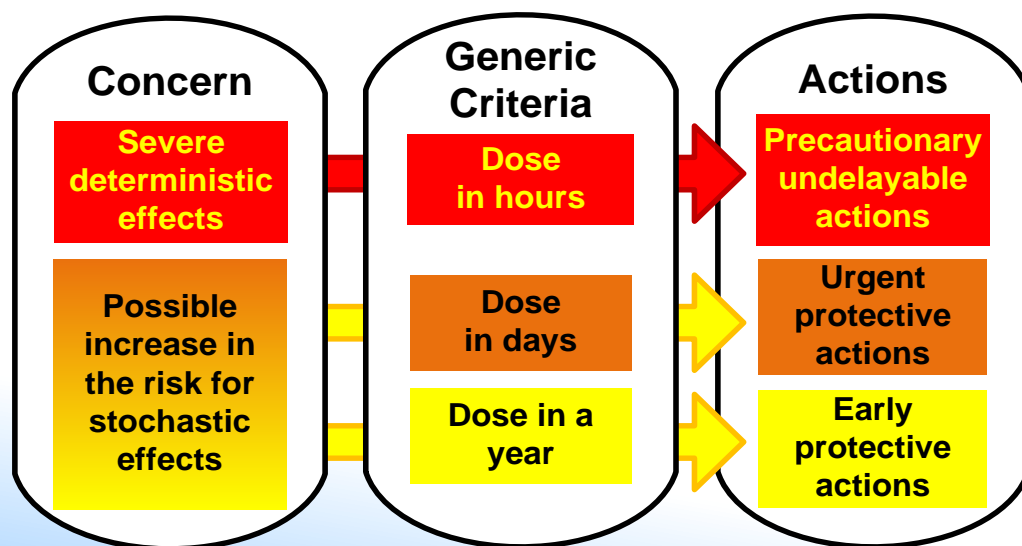 Concern
Severe
deterministic
effects
Possible
increase in
the risk for
stochastic
effects
Generic
Criteria
Dose
in hours
Dose
in days
Dose in a
year
Actions
Precautionary
undelayable
actions
Urgent
protective
actions
Early
protective
actions